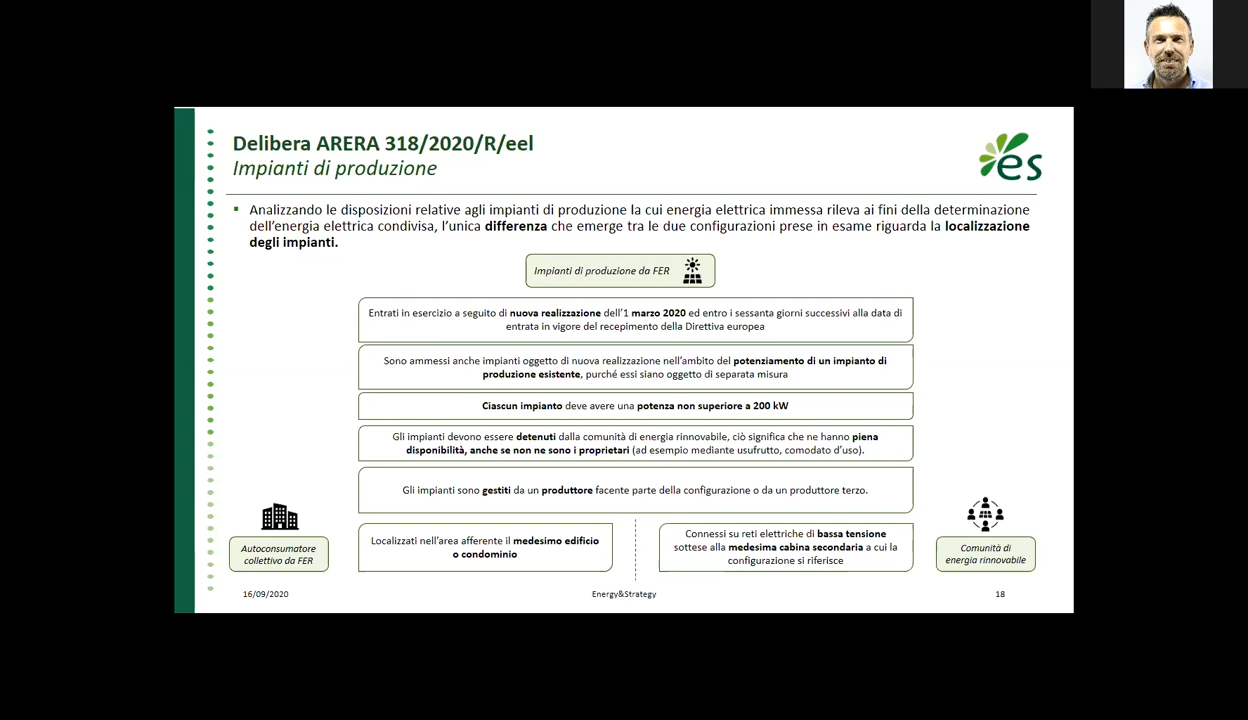 Delibera ARERA 318/2020/R/eel
Impianti di produzione
es
▪ Analizzando le disposizioni relative agli impianti di produzione la cui energia elettrica immessa rileva ai fini della determinazione
dell'energia elettrica condivisa, l'unica differenza che emerge tra le due configurazioni prese in esame riguarda la localizzazione
degli impianti.
Impianti di produzione da FER
Entrati in esercizio a seguito di nuova realizzazione dell'1 marzo 2020 ed entro i sessanta giorni successivi alla data di
entrata in vigore del recepimento della Direttiva europea
Sono ammessi anche impianti oggetto di nuova realizzazione nell'ambito del potenziamento di un impianto di
produzione esistente, purché essi siano oggetto di separata misura
Ciascun impianto deve avere una potenza non superiore a 200 kW
Gli impianti devono essere detenuti dalla comunità di energia rinnovabile, ciò significa che ne hanno piena
disponibilità, anche se non ne sono i proprietari (ad esempio mediante usufrutto, comodato d'uso).
Gli impianti sono gestiti da un produttore facente parte della configurazione o da un produttore terzo.
Autoconsumatore
collettivo da FER
Localizzati nell'area afferente il medesimo edificio
o condominio
Connessi su reti elettriche di bassa tensione
sottese alla medesima cabina secondaria a cui la
configurazione si riferisce
Comunità di
energia rinnovabile
16/09/2020
Energy&Strategy
18